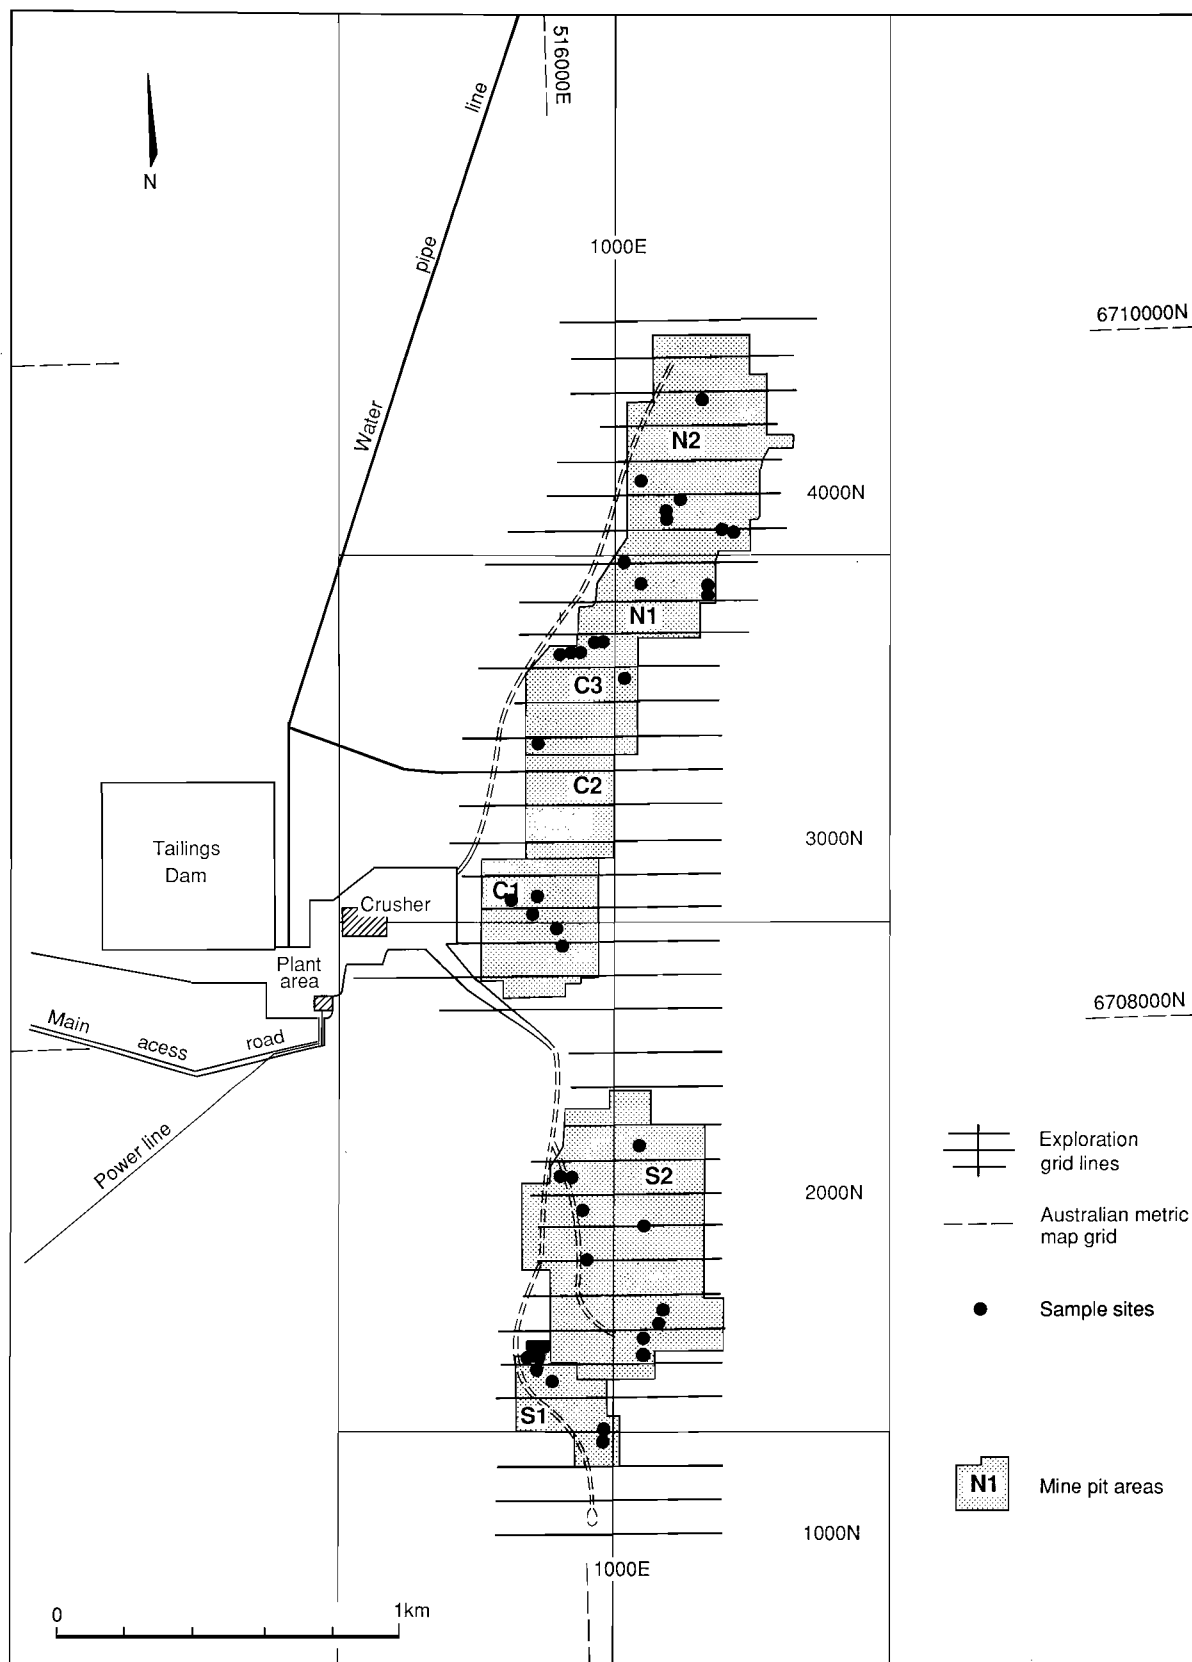 516000E
line
N
pipe
1000E
6710000N
Water
N2
4000N
N1
C3
C2
Tailings
Dam
3000N
C1
Crusher
Plant
area
6708000N
Main acess road
Power line
Exploration
grid lines
S2
2000N
Australian metric
map grid
Sample sites
S1
N1
Mine pit areas
1000N
1000E
0
1km